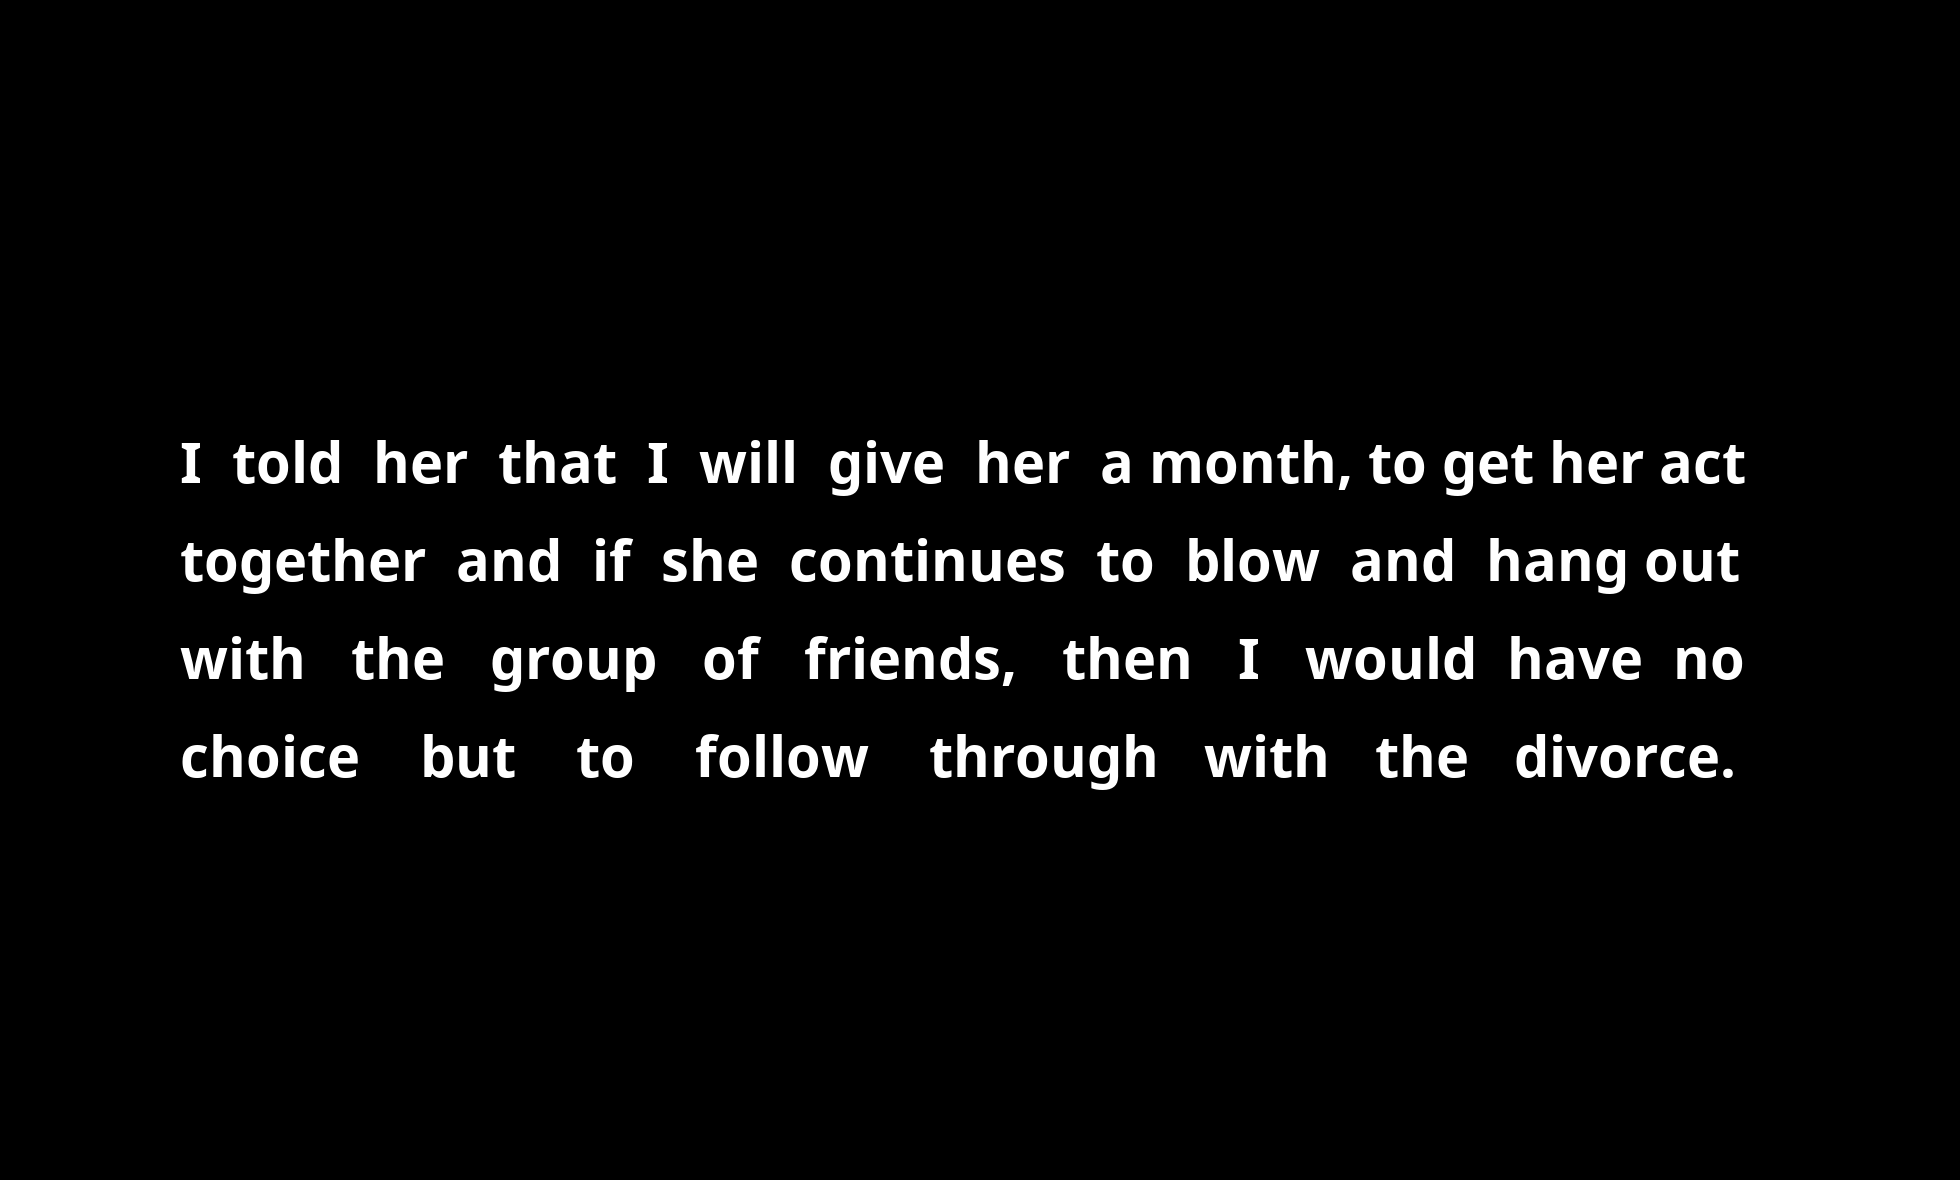 I told her that I will give her a month, to get her act
together and if she continues to blow and hang out
with the group of friends, then I would have no
choice but to follow through with the divorce.